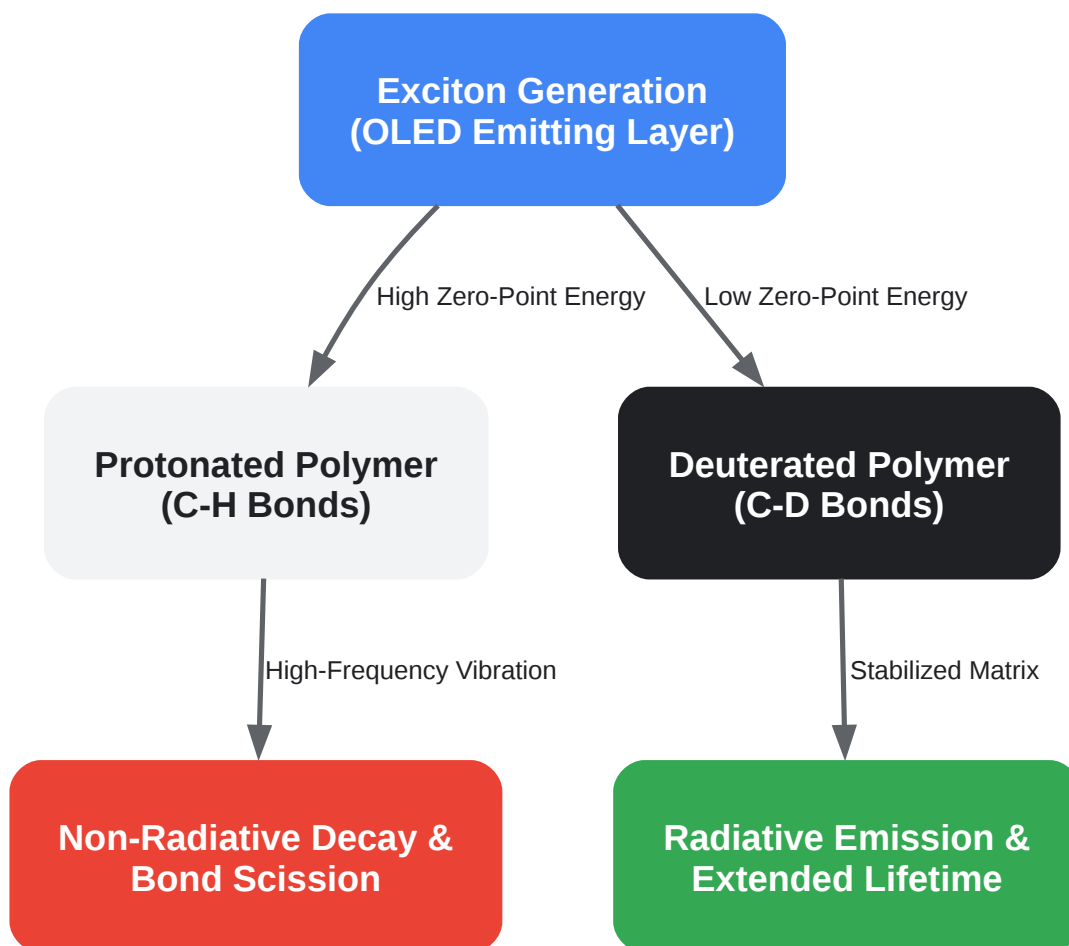 Exciton Generation
(OLED Emitting Layer)
High Zero-Point Energy
Low Zero-Point Energy
Protonated Polymer
(C-H Bonds)
Deuterated Polymer
(C-D Bonds)
High-Frequency Vibration
Stabilized Matrix
Non-Radiative Decay &
Bond Scission
Radiative Emission &
Extended Lifetime